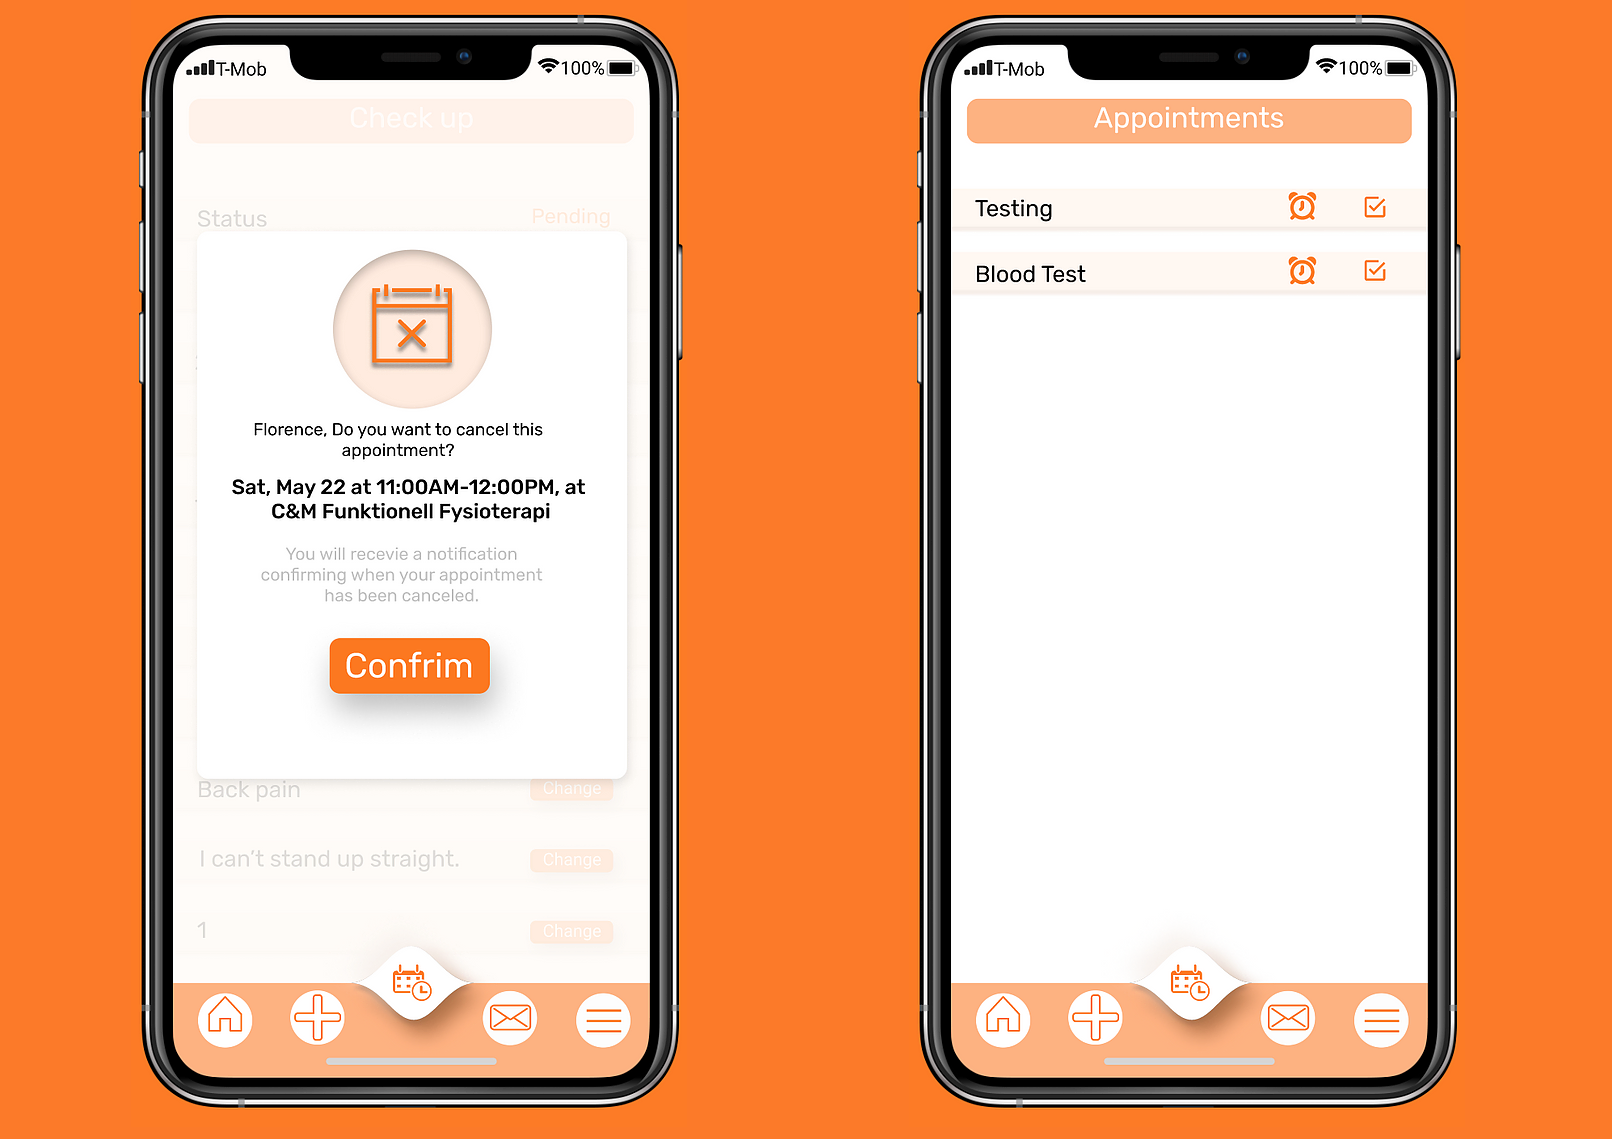 T-Mob 100%
Check up
Status Pending
Florence, Do you want to cancel this
appointment?
Sat, May 22 at 11:00AM-12:00PM, at
C&M Funktionell Fysioterapi
You will recevie a notification
confirming when your appointment
has been canceled.
Confrim
Back pain Change
I can't stand up straight. Change
1 Change
T-Mob 100%
Appointments
Testing
Blood Test